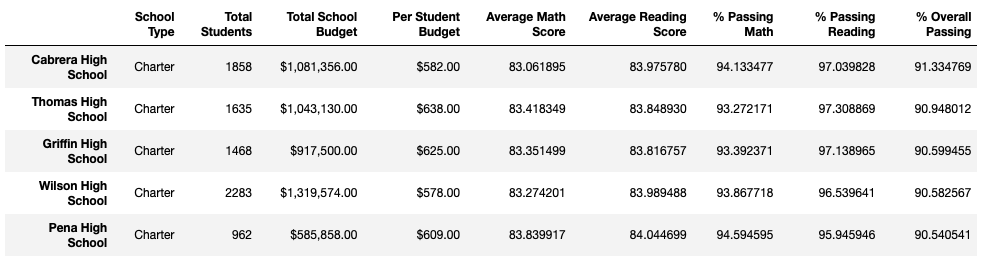 School Type Total Students Total School Budget Per Student Budget Average Math Score Average Reading Score % Passing Math % Passing Reading % Overall Passing
Cabrera High School Charter 1858 $1,081,356.00 $582.00 83.061895 83.975780 94.133477 97.039828 91.334769
Thomas High School Charter 1635 $1,043,130.00 $638.00 83.418349 83.848930 93.272171 97.308869 90.948012
Griffin High School Charter 1468 $917,500.00 $625.00 83.351499 83.816757 93.392371 97.138965 90.599455
Wilson High School Charter 2283 $1,319,574.00 $578.00 83.274201 83.989488 93.867718 96.539641 90.582567
Pena High School Charter 962 $585,858.00 $609.00 83.839917 84.044699 94.594595 95.945946 90.540541